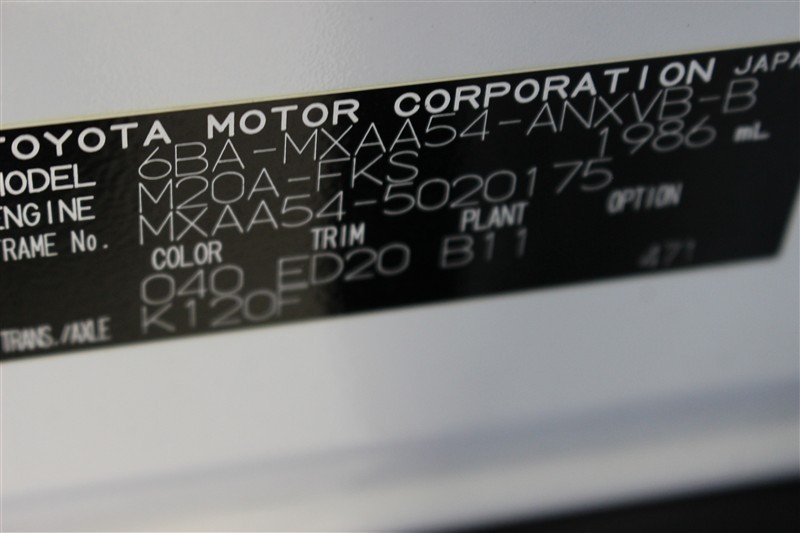 TOYOTA MOTOR CORPORATION JAPA
MODEL 6BA-MXAA54-ANXVB-B
ENGINE M20A-FKS 1986 mL
FRAME No. MXAA54-5020175
COLOR TRIM PLANT OPTION
040 ED20 B11 471
TRANS./AXLE K120F